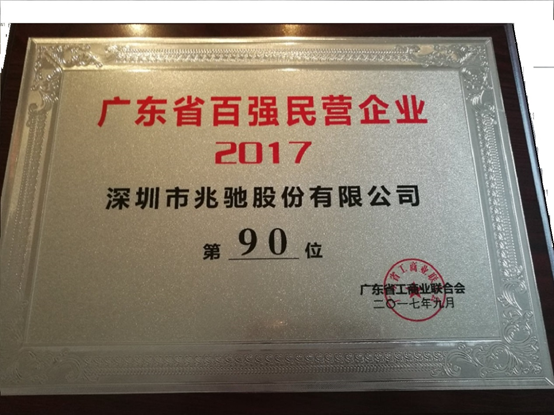 广东省百强民营企业
2017
深圳市兆驰股份有限公司
第 90 位
广东省工商业联合会
二〇一七年九月